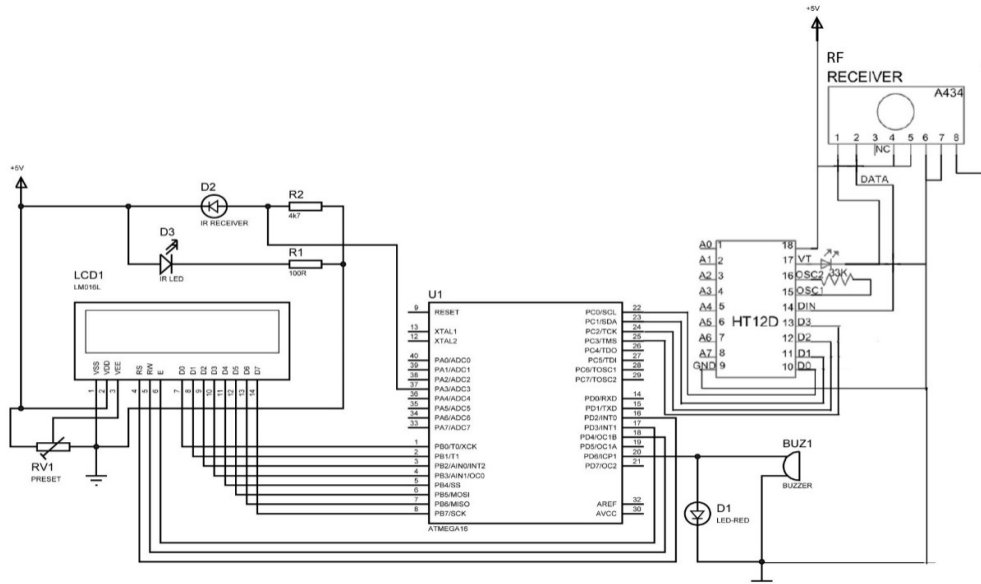 +5V
RF
RECEIVER
A434
1 2 3 4 5 6 7 8
NC
DATA
+5V
D2
IR RECEIVER
R2
4k7
D3
IR LED
R1
100R
LCD1
LM016L
VSS VDD VEE RS RW E D0 D1 D2 D3 D4 D5 D6 D7
1 2 3 4 5 6 7 8 9 10 11 12 13 14
RV1
PRESET
U1
9 RESET
13 XTAL1
12 XTAL2
40 PA0/ADC0
39 PA1/ADC1
38 PA2/ADC2
37 PA3/ADC3
36 PA4/ADC4
35 PA5/ADC5
34 PA6/ADC6
33 PA7/ADC7
1 PB0/T0/XCK
2 PB1/T1
3 PB2/AIN0/INT2
4 PB3/AIN1/OC0
5 PB4/SS
6 PB5/MOSI
7 PB6/MISO
8 PB7/SCK
PC0/SCL 22
PC1/SDA 23
PC2/TCK 24
PC3/TMS 25
PC4/TDO 26
PC5/TDI 27
PC6/TOSC1 28
PC7/TOSC2 29
PD0/RXD 14
PD1/TXD 15
PD2/INT0 16
PD3/INT1 17
PD4/OC1B 18
PD5/OC1A 19
PD6/ICP1 20
PD7/OC2 21
AREF 32
AVCC 30
ATMEGA16
A0 1
A1 2
A2 3
A3 4
A4 5
A5 6
A6 7
A7 8
GND 9
HT12D
18
17 VT
16 OSC2
33K
15 OSC1
14 DIN
13 D3
12 D2
11 D1
10 D0
BUZ1
BUZZER
D1
LED-RED